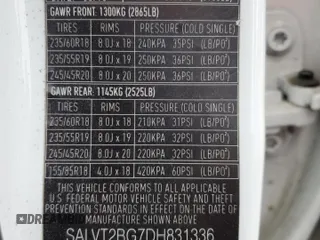 GAWR FRONT: 1300KG (2865LB)
TIRES RIMS PRESSURE (COLD SINGLE)
235/60R18 8.0J x 18 240KPA 35PSI (LB/PO²)
235/55R19 8.0J x 19 250KPA 36PSI (LB/PO²)
245/45R20 8.0J x 20 250KPA 36PSI (LB/PO²)
GAWR REAR: 1145KG (2525LB)
TIRES RIMS PRESSURE (COLD SINGLE)
235/60R18 8.0J x 18 210KPA 31PSI (LB/PO²)
235/55R19 8.0J x 19 220KPA 32PSI (LB/PO²)
245/45R20 8.0J x 20 220KPA 32PSI (LB/PO²)
155/85R18 4.0J x 18 420KPA 60PSI (LB/PO²)
THIS VEHICLE CONFORMS TO ALL APPLICABLE
U.S. FEDERAL MOTOR VEHICLE SAFETY AND
THEFT PREVENTION STANDARDS IN EFFECT ON
THE DATE OF MANUFACTURE SHOWN ABOVE.
SALVT2BG7DH831336